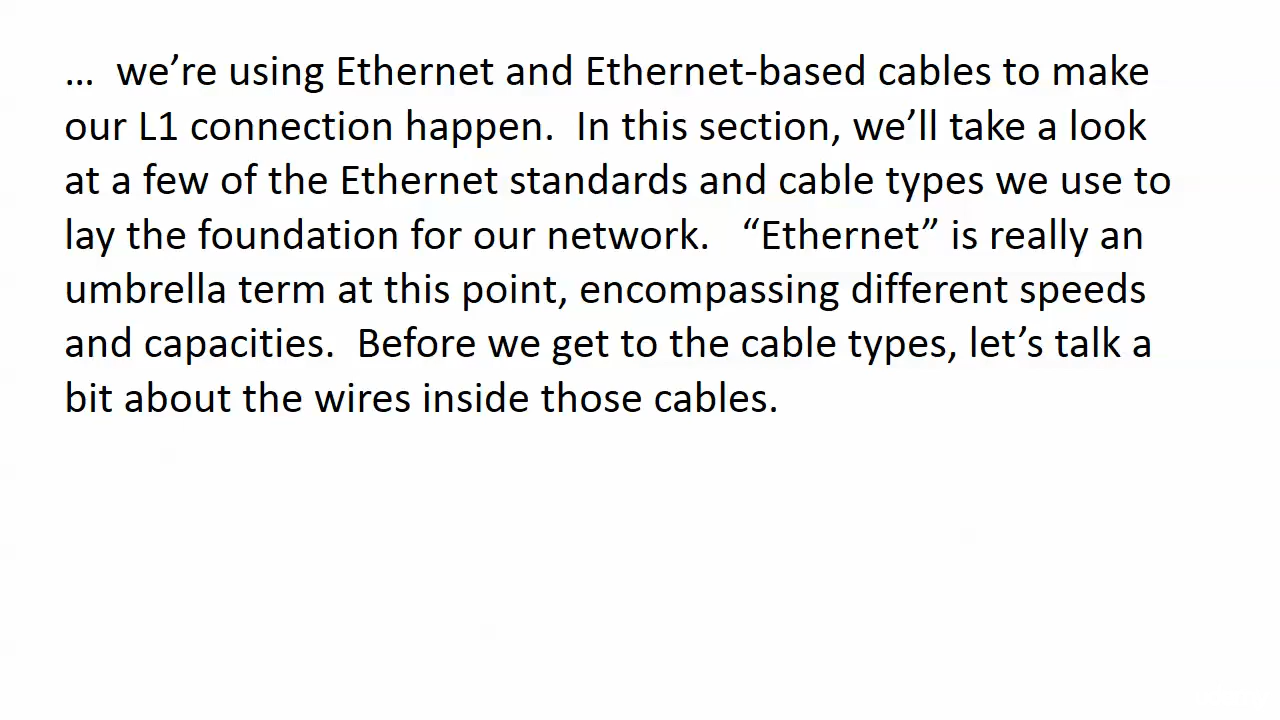 … we’re using Ethernet and Ethernet-based cables to make
our L1 connection happen. In this section, we’ll take a look
at a few of the Ethernet standards and cable types we use to
lay the foundation for our network. “Ethernet” is really an
umbrella term at this point, encompassing different speeds
and capacities. Before we get to the cable types, let’s talk a
bit about the wires inside those cables.